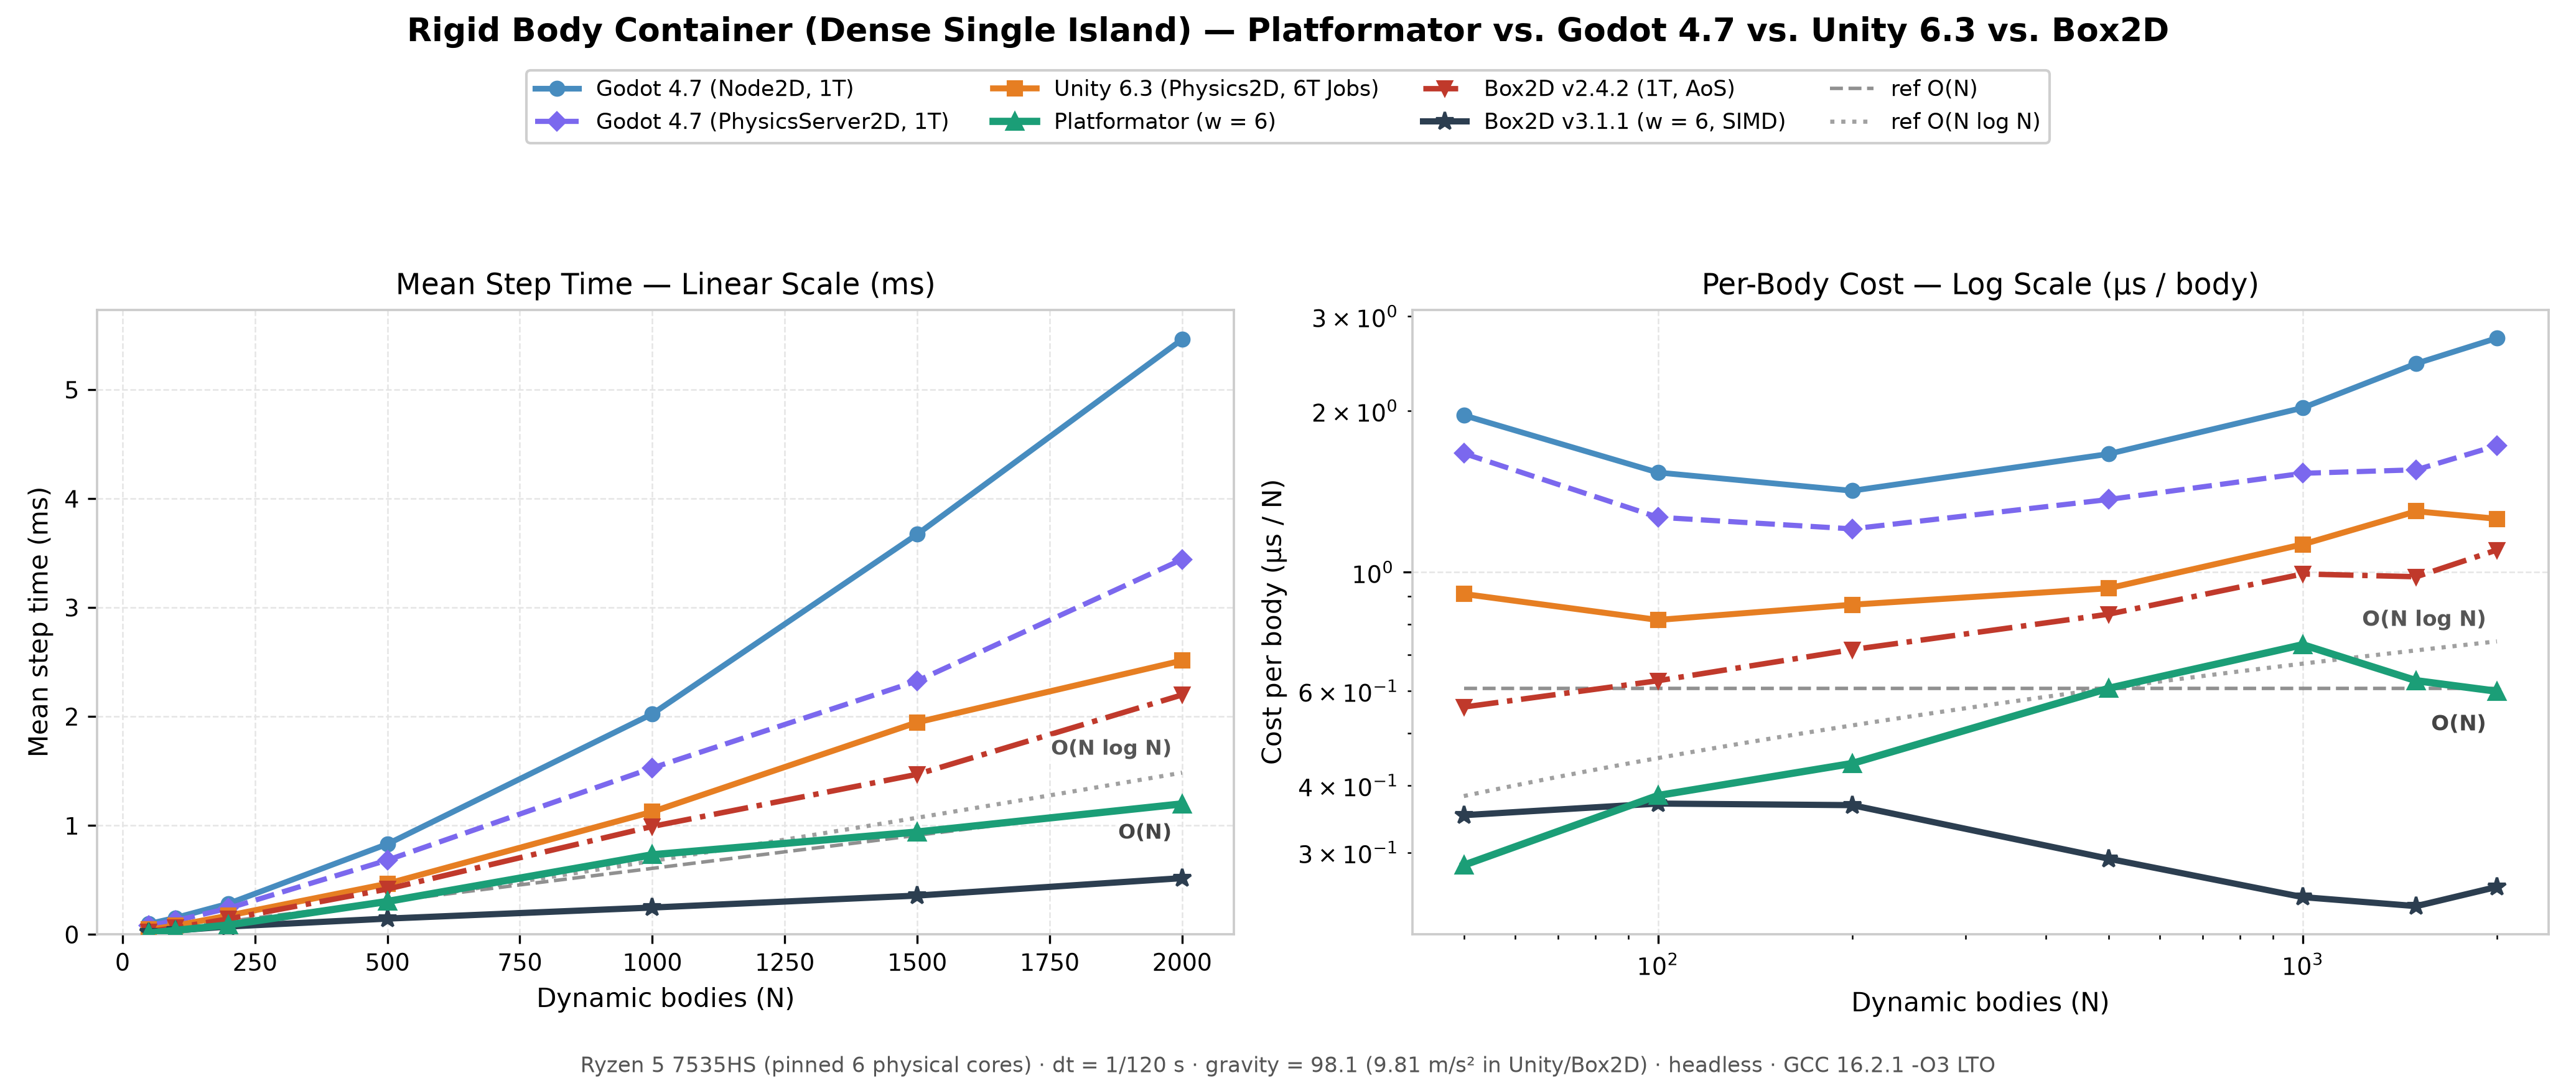 Rigid Body Container (Dense Single Island) — Platformator vs. Godot 4.7 vs. Unity 6.3 vs. Box2D
Godot 4.7 (Node2D, 1T)
Godot 4.7 (PhysicsServer2D, 1T)
Unity 6.3 (Physics2D, 6T Jobs)
Platformator (w = 6)
Box2D v2.4.2 (1T, AoS)
Box2D v3.1.1 (w = 6, SIMD)
ref O(N)
ref O(N log N)
Mean Step Time — Linear Scale (ms)
Mean step time (ms)
5
4
3
2
1
0
O(N log N)
O(N)
0 250 500 750 1000 1250 1500 1750 2000
Dynamic bodies (N)
Per-Body Cost — Log Scale (µs / body)
Cost per body (µs / N)
3 × 10⁰
2 × 10⁰
10⁰
6 × 10⁻¹
4 × 10⁻¹
3 × 10⁻¹
O(N log N)
O(N)
10² 10³
Dynamic bodies (N)
Ryzen 5 7535HS (pinned 6 physical cores) · dt = 1/120 s · gravity = 98.1 (9.81 m/s² in Unity/Box2D) · headless · GCC 16.2.1 -O3 LTO